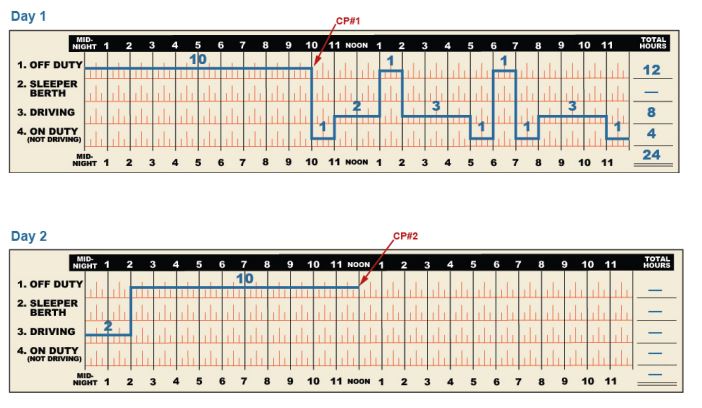 Day 1
CP#1
MID-
NIGHT 1 2 3 4 5 6 7 8 9 10 11 NOON 1 2 3 4 5 6 7 8 9 10 11
TOTAL
HOURS
1. OFF DUTY 10 1 1 12
2. SLEEPER
BERTH —
3. DRIVING 2 3 3 8
4. ON DUTY
(NOT DRIVING) 1 1 1 1 4
MID-
NIGHT 1 2 3 4 5 6 7 8 9 10 11 NOON 1 2 3 4 5 6 7 8 9 10 11
24
Day 2
CP#2
MID-
NIGHT 1 2 3 4 5 6 7 8 9 10 11 NOON 1 2 3 4 5 6 7 8 9 10 11
TOTAL
HOURS
1. OFF DUTY 10 —
2. SLEEPER
BERTH —
3. DRIVING 2 —
4. ON DUTY
(NOT DRIVING) —
MID-
NIGHT 1 2 3 4 5 6 7 8 9 10 11 NOON 1 2 3 4 5 6 7 8 9 10 11
—